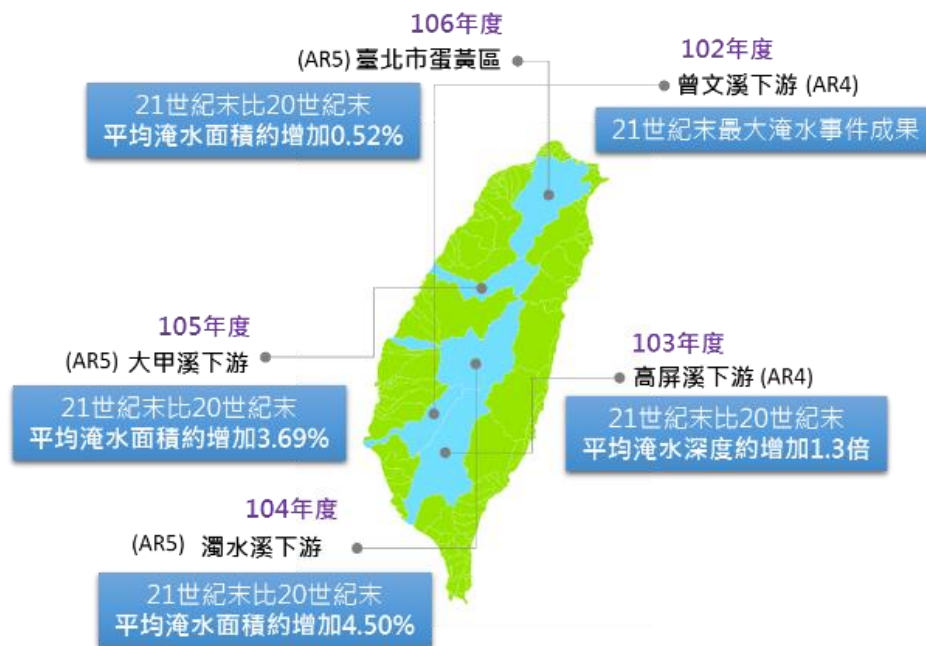 106年度
(AR5) 臺北市蛋黃區
21世紀末比20世紀末
平均淹水面積約增加0.52%
102年度
曾文溪下游 (AR4)
21世紀末最大淹水事件成果
105年度
(AR5) 大甲溪下游
21世紀末比20世紀末
平均淹水面積約增加3.69%
103年度
高屏溪下游 (AR4)
21世紀末比20世紀末
平均淹水深度約增加1.3倍
104年度
(AR5) 濁水溪下游
21世紀末比20世紀末
平均淹水面積約增加4.50%